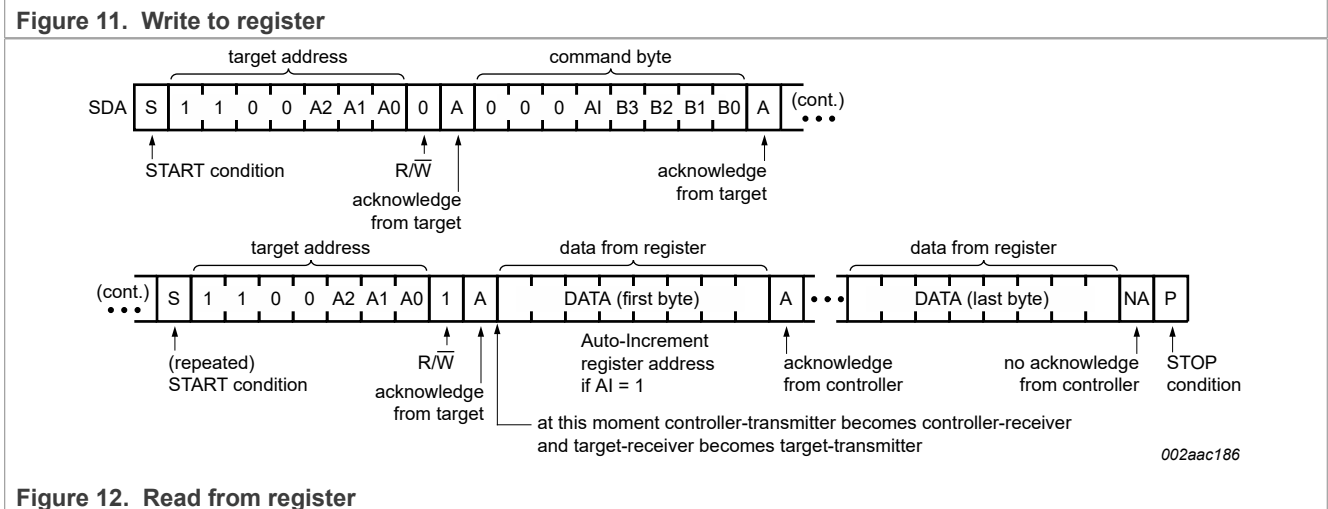 Figure 11. Write to register
target address command byte
SDA S 1 1 0 0 A2 A1 A0 0 A 0 0 0 AI B3 B2 B1 B0 A (cont.)
START condition R/W̅ acknowledge
from target
acknowledge
from target
target address data from register data from register
(cont.) S 1 1 0 0 A2 A1 A0 1 A DATA (first byte) A DATA (last byte) NA P
(repeated)
START condition
R/W̅
acknowledge
from target
Auto-Increment
register address
if AI = 1
acknowledge
from controller
no acknowledge
from controller
STOP
condition
at this moment controller-transmitter becomes controller-receiver
and target-receiver becomes target-transmitter
002aac186
Figure 12. Read from register